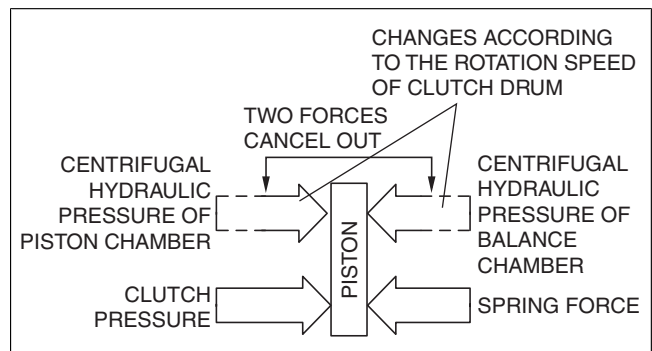 CHANGES ACCORDING
TO THE ROTATION SPEED
OF CLUTCH DRUM
TWO FORCES
CANCEL OUT
CENTRIFUGAL
HYDRAULIC
PRESSURE OF
PISTON CHAMBER
PISTON
CENTRIFUGAL
HYDRAULIC
PRESSURE OF
BALANCE
CHAMBER
CLUTCH
PRESSURE
SPRING FORCE